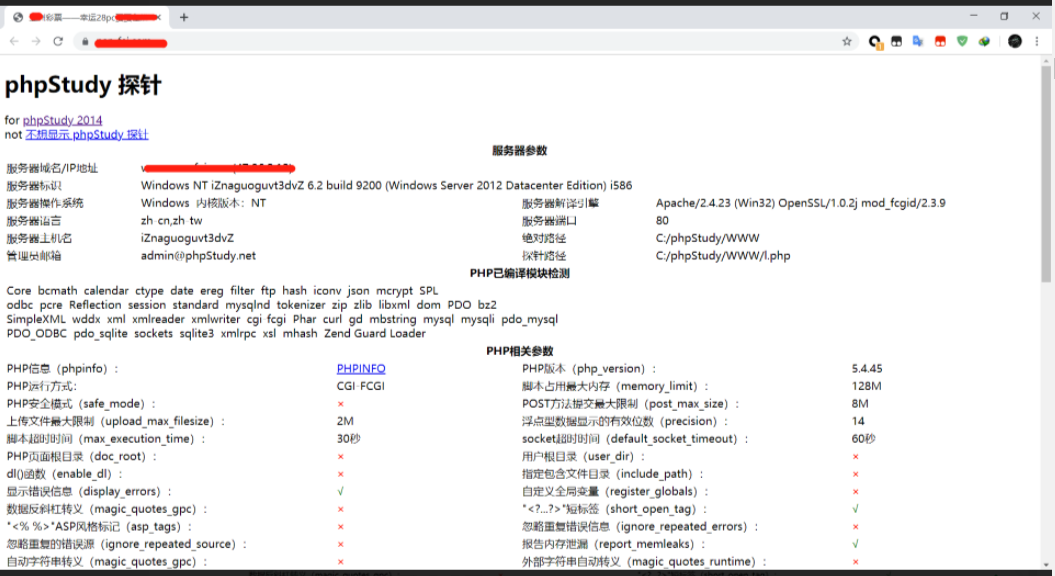 彩票——幸运28pc
phpStudy 探针
for phpStudy 2014
not 不想显示 phpStudy 探针
服务器参数
服务器域名/IP地址
服务器标识 Windows NT iZnaguoguvt3dvZ 6.2 build 9200 (Windows Server 2012 Datacenter Edition) i586
服务器操作系统 Windows 内核版本：NT 服务器解译引擎 Apache/2.4.23 (Win32) OpenSSL/1.0.2j mod_fcgid/2.3.9
服务器语言 zh-cn,zh-tw 服务器端口 80
服务器主机名 iZnaguoguvt3dvZ 绝对路径 C:/phpStudy/WWW
管理员邮箱 admin@phpStudy.net 探针路径 C:/phpStudy/WWW/l.php
PHP已编译模块检测
Core bcmath calendar ctype date ereg filter ftp hash iconv json mcrypt SPL
odbc pcre Reflection session standard mysqlnd tokenizer zip zlib libxml dom PDO bz2
SimpleXML wddx xml xmlreader xmlwriter cgi-fcgi Phar curl gd mbstring mysql mysqli pdo_mysql
PDO_ODBC pdo_sqlite sockets sqlite3 xmlrpc xsl mhash Zend Guard Loader
PHP相关参数
PHP信息（phpinfo）： PHPINFO PHP版本（php_version）： 5.4.45
PHP运行方式： CGI-FCGI 脚本占用最大内存（memory_limit）： 128M
PHP安全模式（safe_mode）： × POST方法提交最大限制（post_max_size）： 8M
上传文件最大限制（upload_max_filesize）： 2M 浮点型数据显示的有效位数（precision）： 14
脚本超时时间（max_execution_time）： 30秒 socket超时时间（default_socket_timeout）： 60秒
PHP页面根目录（doc_root）： × 用户根目录（user_dir）： ×
dl()函数（enable_dl）： × 指定包含文件目录（include_path）： ×
显示错误信息（display_errors）： √ 自定义全局变量（register_globals）： ×
数据反斜杠转义（magic_quotes_gpc）： × "<?...?>"短标签（short_open_tag）： √
"<% %>"ASP风格标记（asp_tags）： × 忽略重复错误信息（ignore_repeated_errors）： ×
忽略重复的错误源（ignore_repeated_source）： × 报告内存泄漏（report_memleaks）： √
自动字符串转义（magic_quotes_gpc）： × 外部字符串自动转义（magic_quotes_runtime）： ×